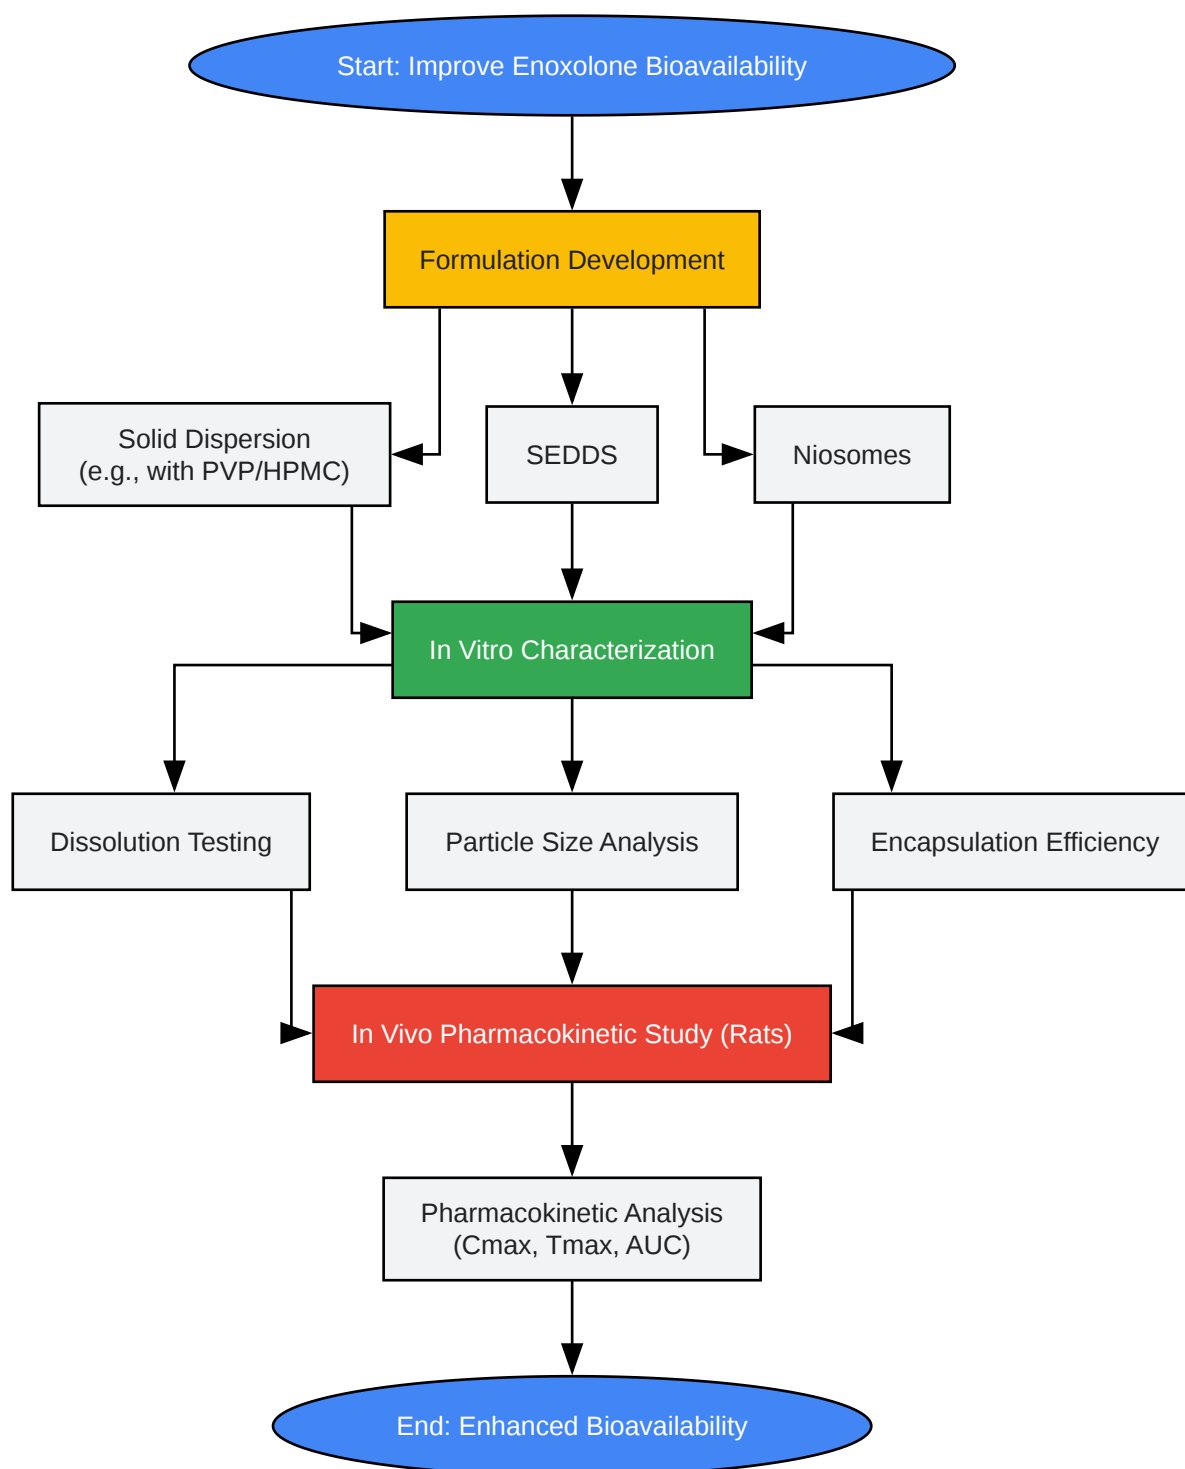 Start: Improve Enoxolone Bioavailability
Formulation Development
Solid Dispersion
(e.g., with PVP/HPMC)
SEDDS
Niosomes
In Vitro Characterization
Dissolution Testing
Particle Size Analysis
Encapsulation Efficiency
In Vivo Pharmacokinetic Study (Rats)
Pharmacokinetic Analysis
(Cmax, Tmax, AUC)
End: Enhanced Bioavailability